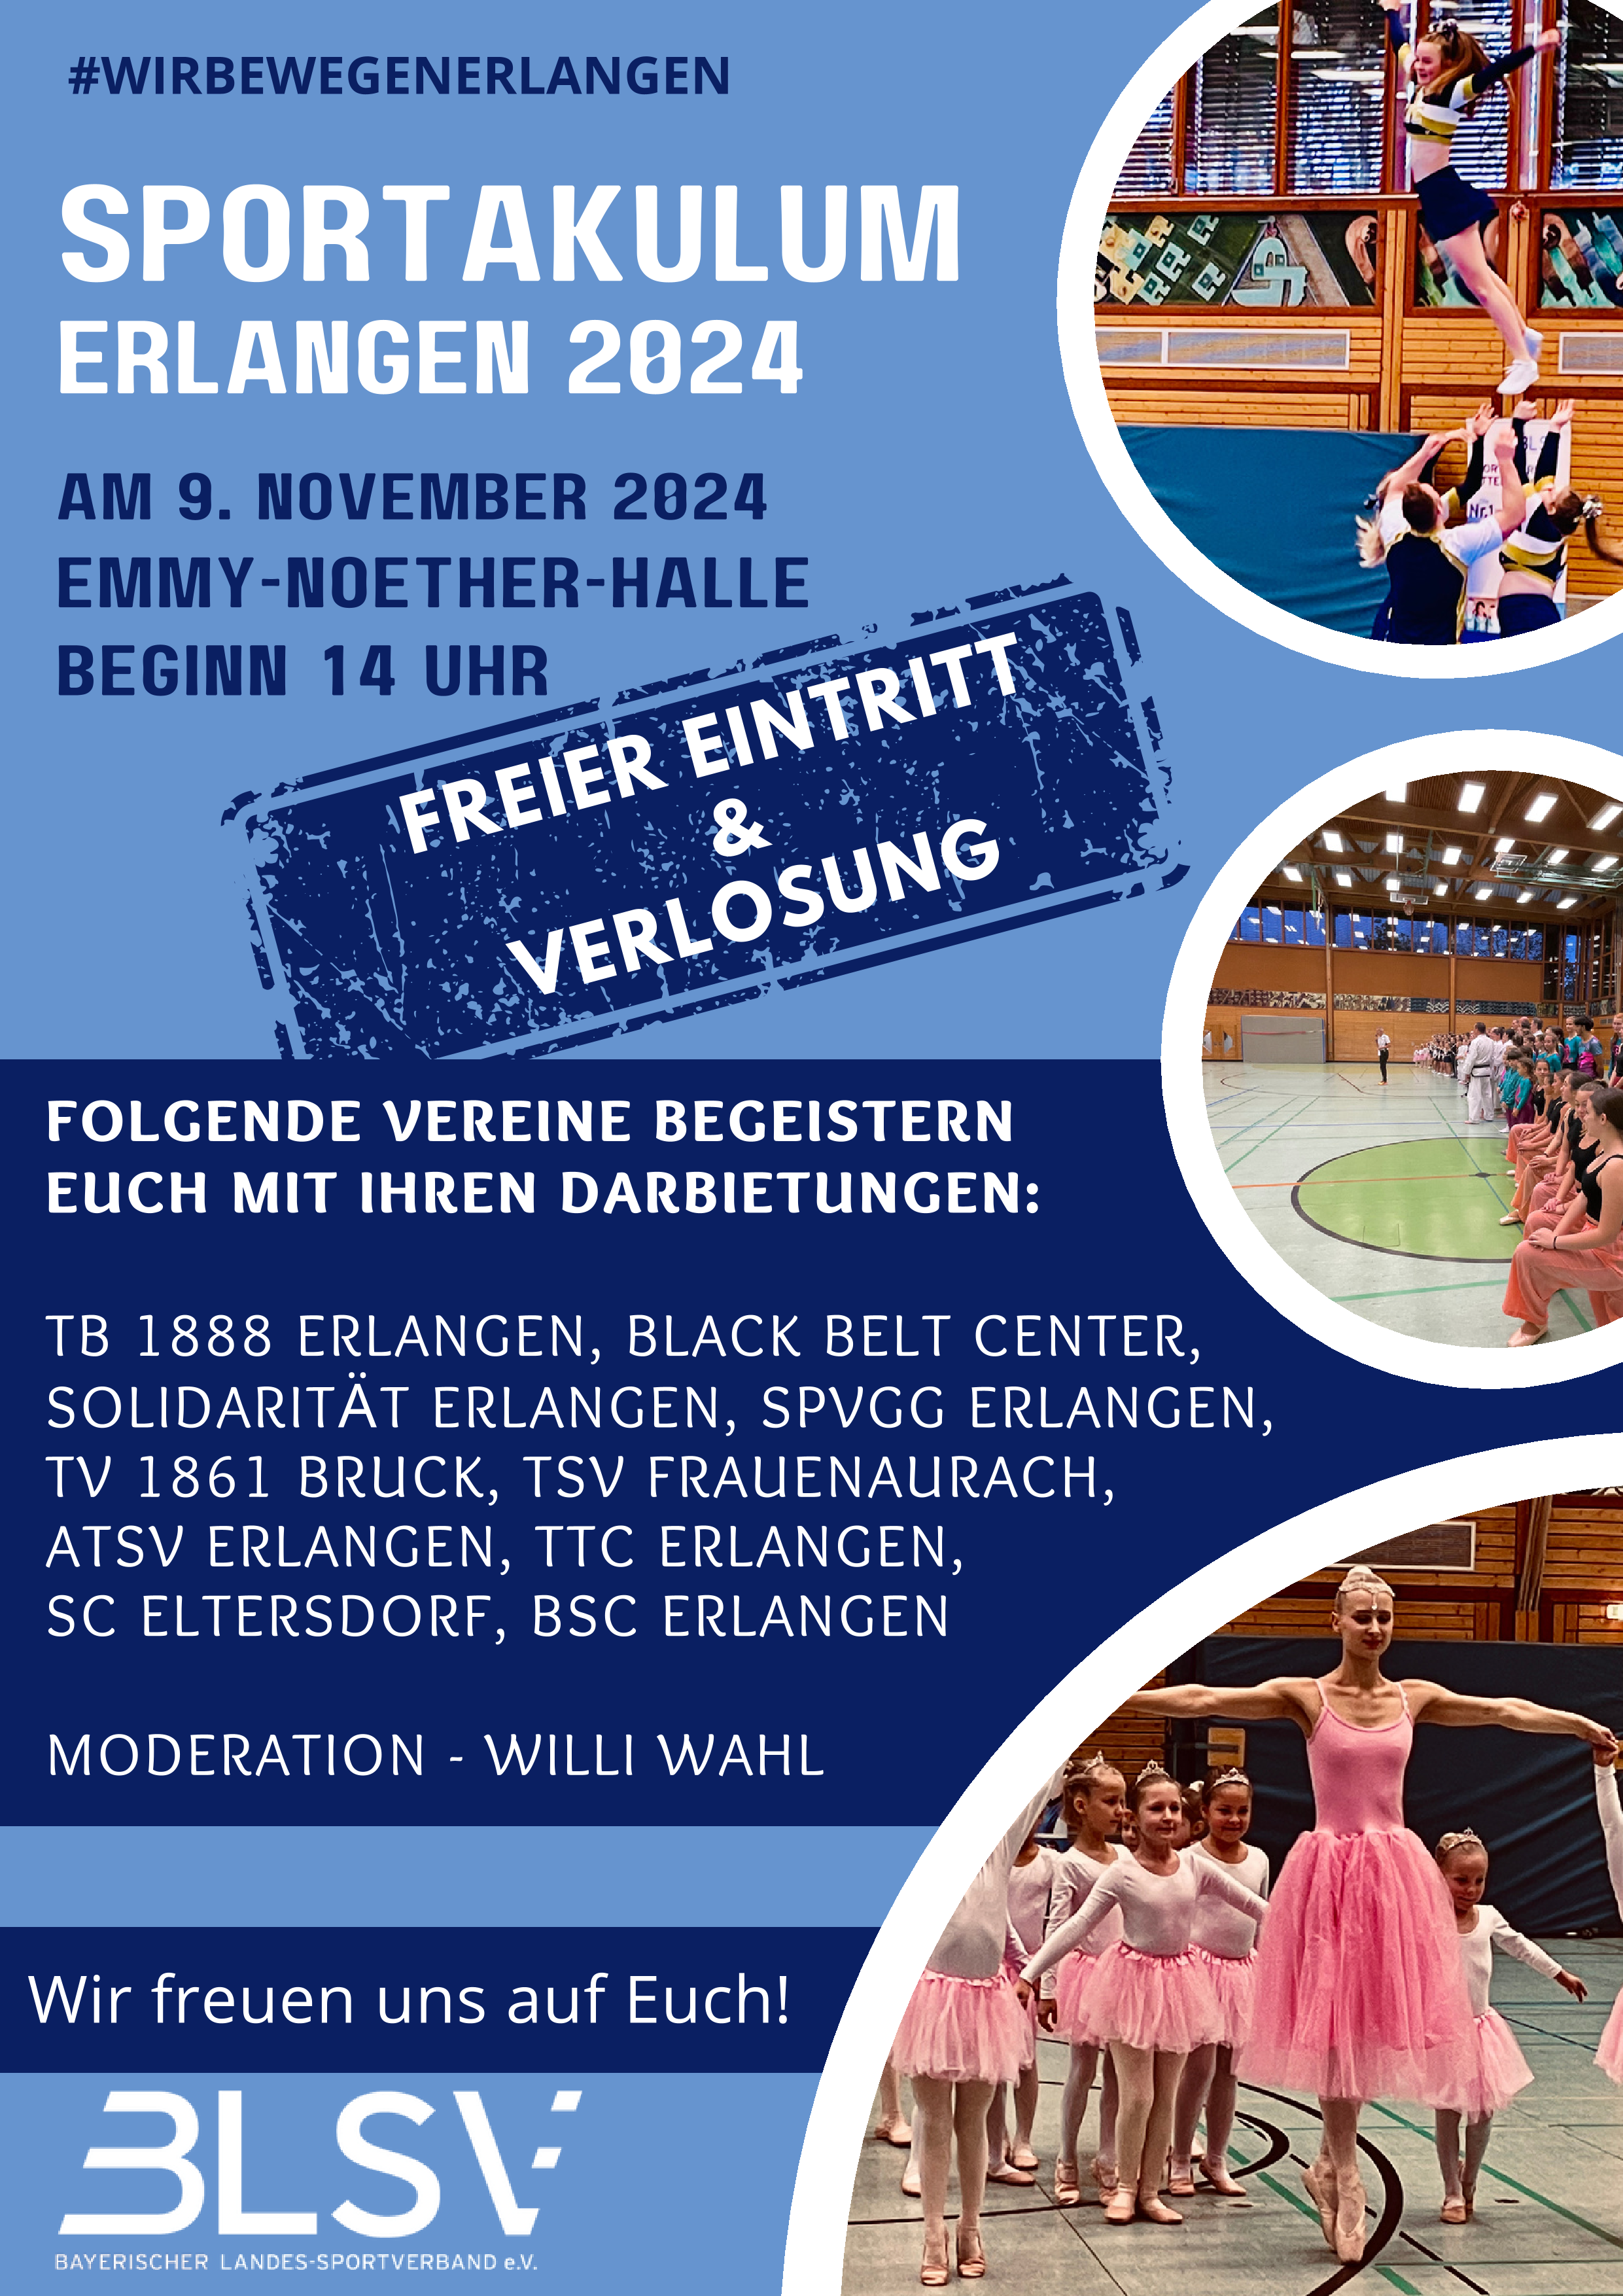 #WIRBEWEGENERLANGEN
SPORTAKULUM
ERLANGEN 2024
AM 9. NOVEMBER 2024
EMMY-NOETHER-HALLE
BEGINN 14 UHR
FREIER EINTRITT
&
VERLOSUNG
FOLGENDE VEREINE BEGEISTERN
EUCH MIT IHREN DARBIETUNGEN:
TB 1888 ERLANGEN, BLACK BELT CENTER,
SOLIDARITÄT ERLANGEN, SPVGG ERLANGEN,
TV 1861 BRUCK, TSV FRAUENAURACH,
ATSV ERLANGEN, TTC ERLANGEN,
SC ELTERSDORF, BSC ERLANGEN
MODERATION - WILLI WAHL
Wir freuen uns auf Euch!
BLSV
BAYERISCHER LANDES-SPORTVERBAND e.V.